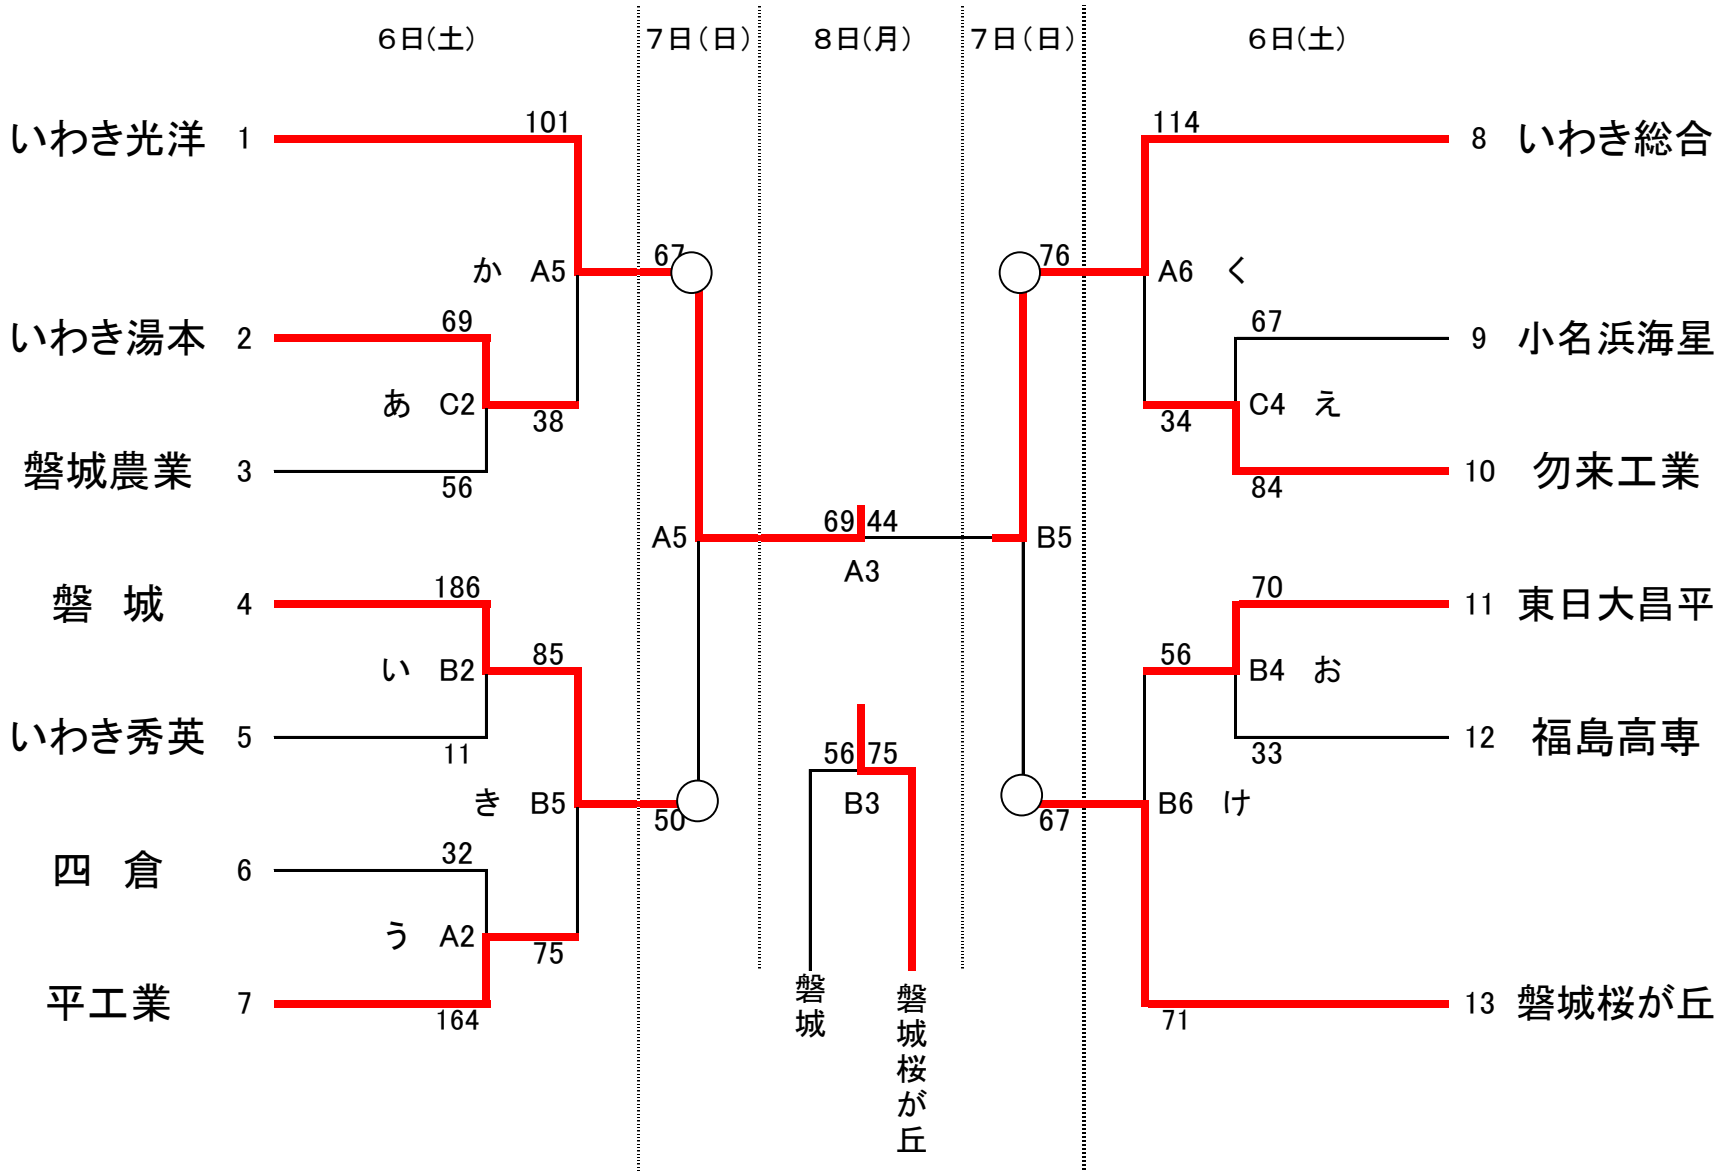 6日(土) 7日(日) 8日(月) 7日(日) 6日(土)
いわき光洋 1 101 114 8 いわき総合
か A5 67 76 A6 く
いわき湯本 2 69 67 9 小名浜海星
あ C2 38 34 C4 え
磐城農業 3 56 84 10 勿来工業
A5 69 44 B5
A3
磐 城 4 186 70 11 東日大昌平
い B2 85 56 B4 お
いわき秀英 5 11 33 12 福島高専
56 75
き B5 50 B3 67 B6 け
四 倉 6 32
う A2 75
平工業 7 164 71 13 磐城桜が丘
磐城
磐城桜が丘